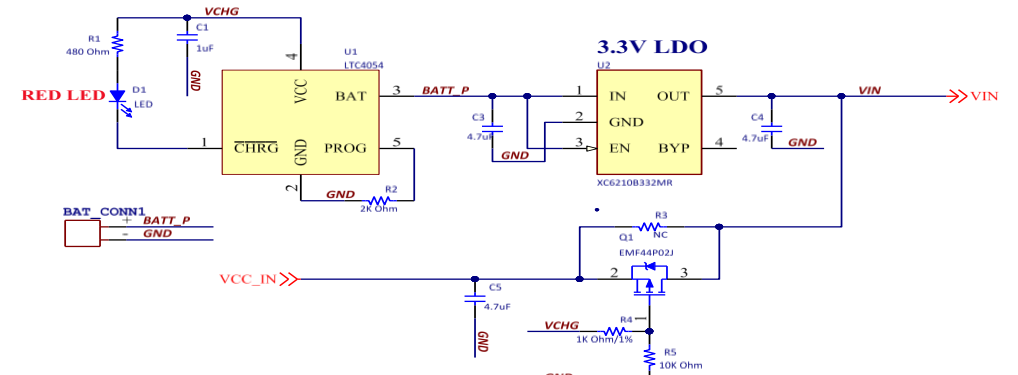 VCHG
C1
1uF
GND
R1
480 Ohm
D1
LED
RED LED
U1
LTC4054
4
VCC
BAT
3
BATT_P
1
CHRG
GND
PROG
5
2
GND
R2
2K Ohm
3.3V LDO
U2
1
IN
OUT
5
2
GND
3
EN
BYP
4
XC6210B332MR
C3
4.7uF
GND
C4
4.7uF
GND
VIN
VIN
BAT_CONN1
+
BATT_P
-
GND
R3
NC
Q1
EMF44P02J
VCC_IN
2
3
C5
4.7uF
GND
1
VCHG
R4
1K Ohm/1%
R5
10K Ohm